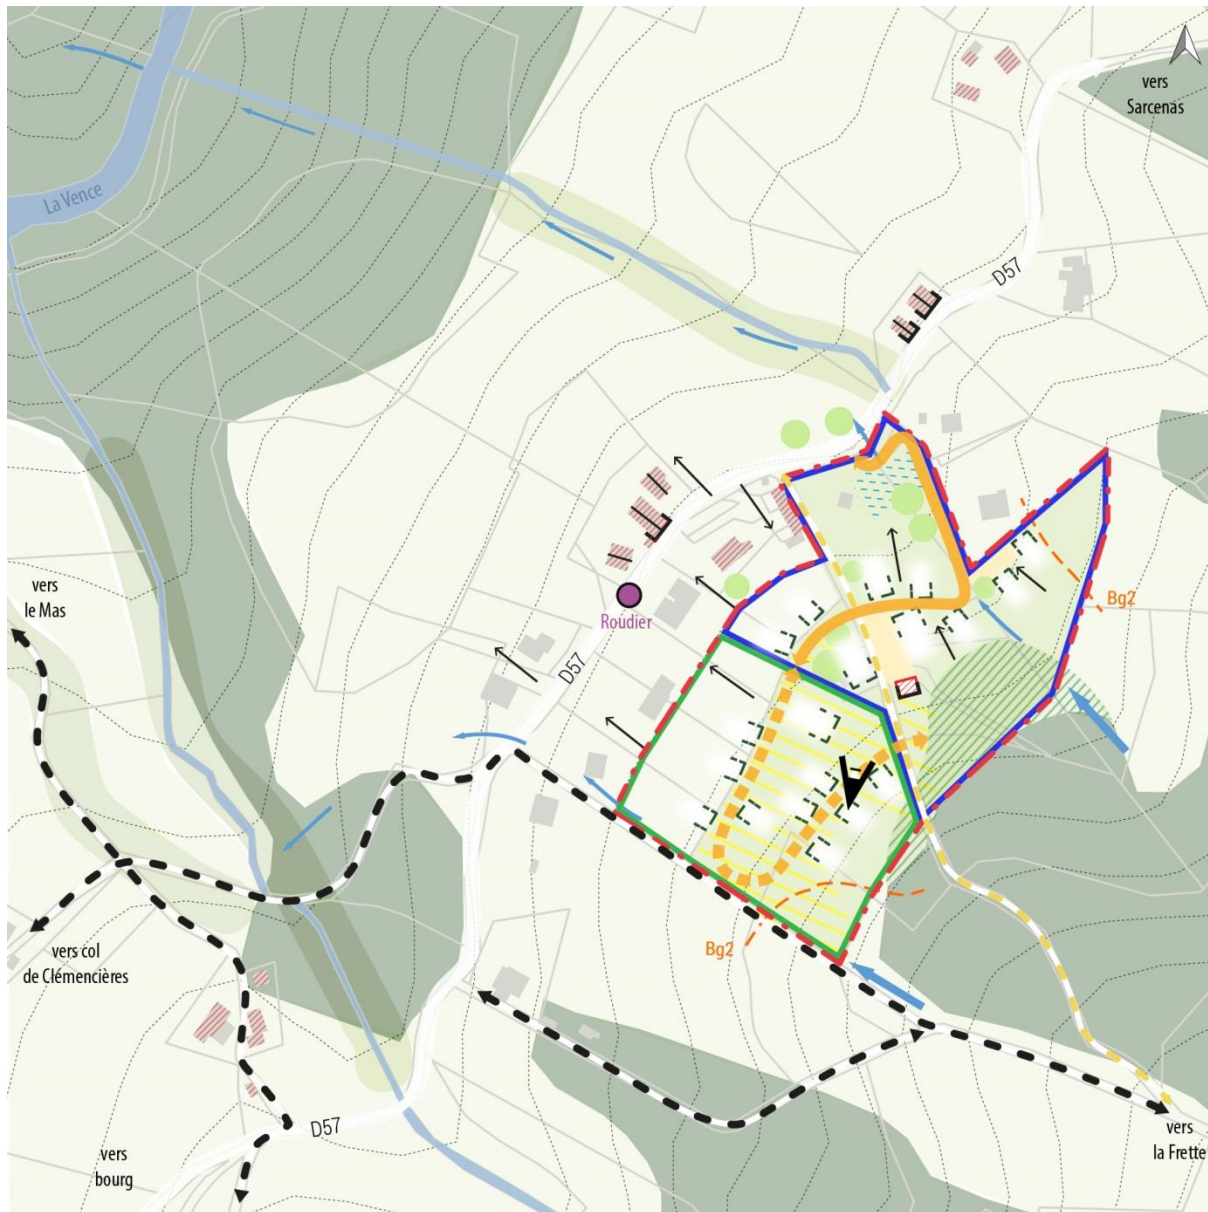 vers
Sarcenas
La Vence
D57
vers
le Mas
Bg2
Roudier
D57
Bg2
vers col
de Clémencières
D57
vers
bourg
vers
la Frette